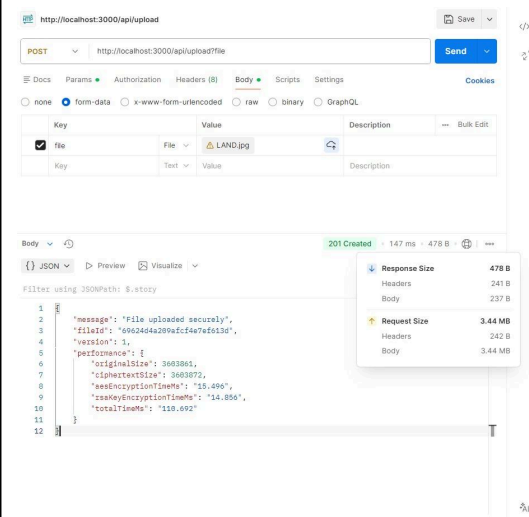 HTTP http://localhost:3000/api/upload Save
POST http://localhost:3000/api/upload?file Send
Docs Params Authorization Headers (8) Body Scripts Settings Cookies
none form-data x-www-form-urlencoded raw binary GraphQL
Key Value Description Bulk Edit
file File LAND.jpg
Key Text Value Description
Body 201 Created 147 ms 478 B
{} JSON Preview Visualize
Response Size 478 B
Headers 241 B
Body 237 B
Request Size 3.44 MB
Headers 242 B
Body 3.44 MB
Filter using JSONPath: $.story
1 {
2 "message": "File uploaded securely",
3 "fileId": "69624d4a209afcf4e7ef613d",
4 "version": 1,
5 "performance": {
6 "originalSize": 3603861,
7 "ciphertextSize": 3603872,
8 "aesEncryptionTimeMs": "15.496",
9 "rsaKeyEncryptionTimeMs": "14.856",
10 "totalTimeMs": "110.692"
11 }
12 }